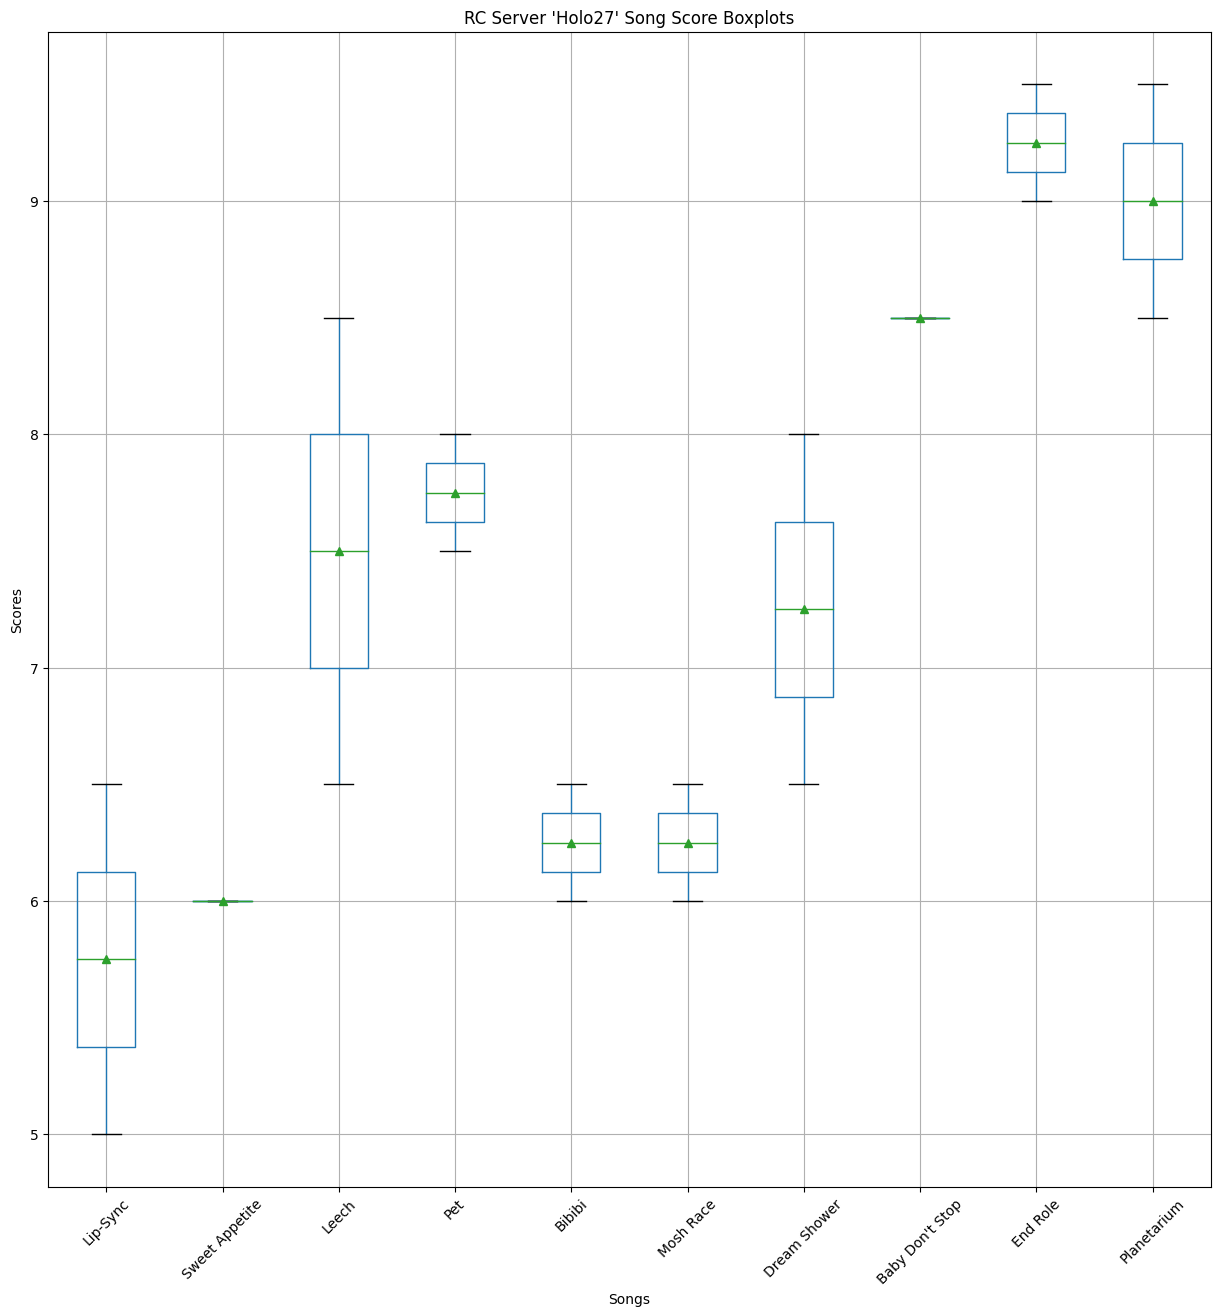 RC Server 'Holo27' Song Score Boxplots
Scores
9
8
7
6
5
Lip-Sync
Sweet Appetite
Leech
Pet
Bibibi
Mosh Race
Dream Shower
Baby Don't Stop
End Role
Planetarium
Songs